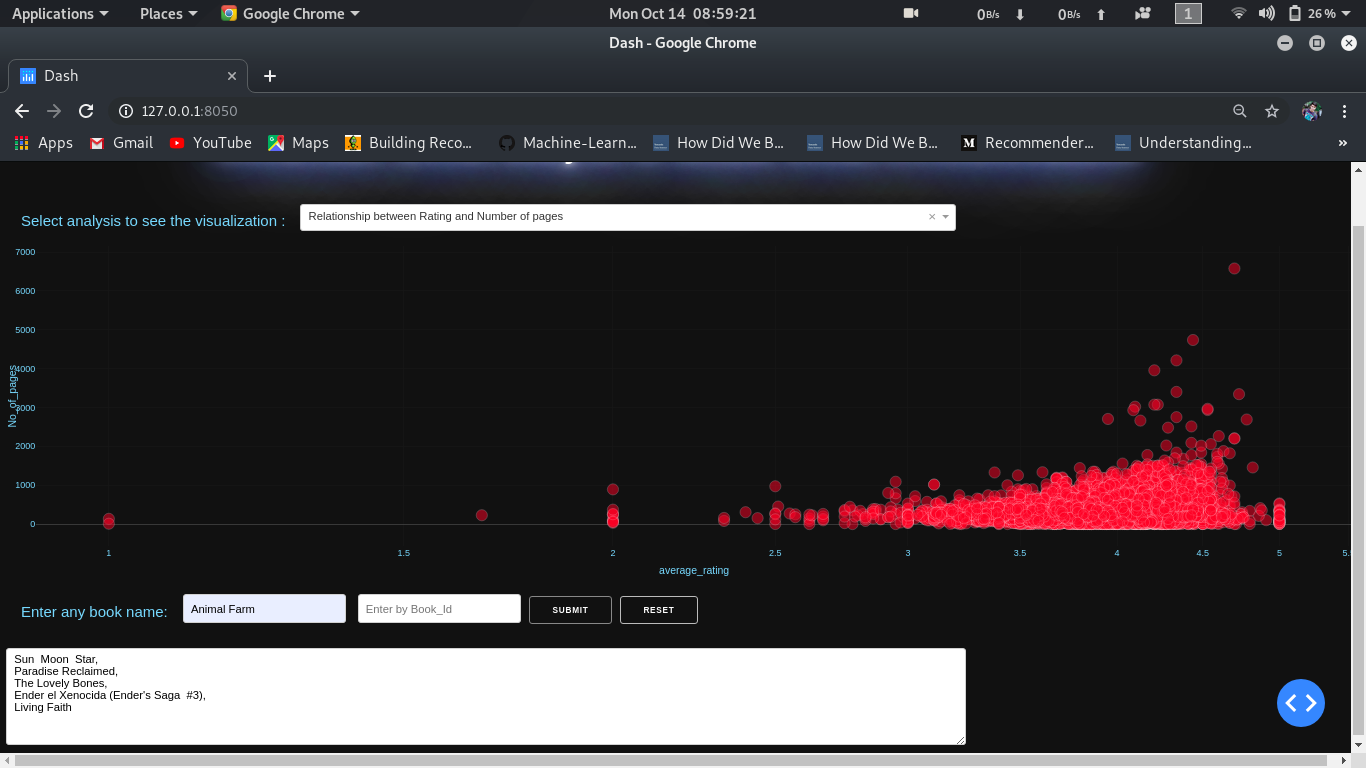 Applications Places Google Chrome Mon Oct 14 08:59:21 0B/s 0B/s 1 26 %
Dash - Google Chrome
Dash
127.0.0.1:8050
Apps Gmail YouTube Maps Building Reco... Machine-Learn... How Did We B... How Did We B... Recommender... Understanding... »
Select analysis to see the visualization : Relationship between Rating and Number of pages
7000
6000
5000
4000
3000
2000
1000
0
No_of_pages
1 1.5 2 2.5 3 3.5 4 4.5 5
average_rating
Enter any book name: Animal Farm Enter by Book_Id SUBMIT RESET
Sun Moon Star,
Paradise Reclaimed,
The Lovely Bones,
Ender el Xenocida (Ender's Saga #3),
Living Faith